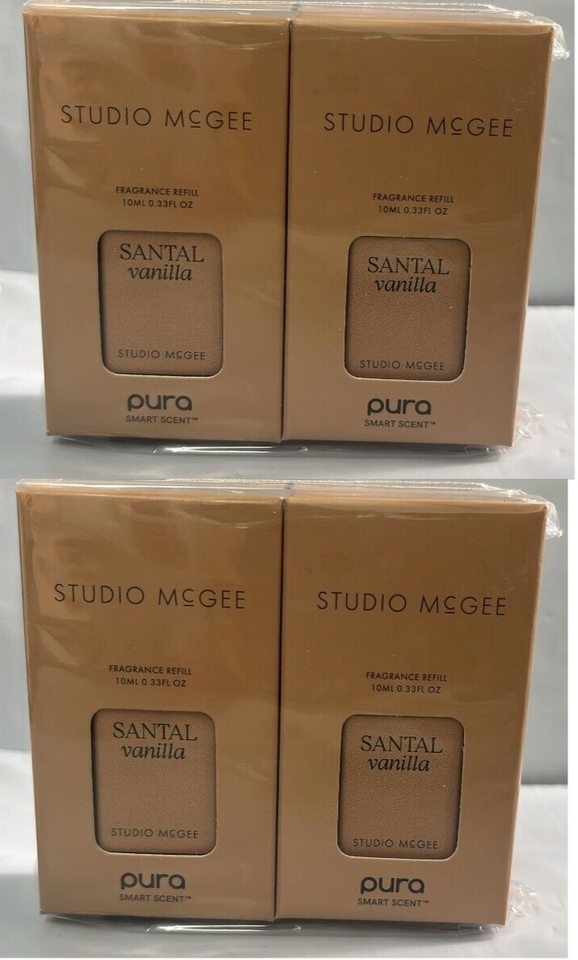 STUDIO McGEE
FRAGRANCE REFILL
10ML 0.33FL OZ
SANTAL
vanilla
STUDIO McGEE
pura
SMART SCENT™
STUDIO McGEE
FRAGRANCE REFILL
10ML 0.33FL OZ
SANTAL
vanilla
STUDIO McGEE
pura
SMART SCENT™
STUDIO McGEE
FRAGRANCE REFILL
10ML 0.33FL OZ
SANTAL
vanilla
STUDIO McGEE
pura
SMART SCENT™
STUDIO McGEE
FRAGRANCE REFILL
10ML 0.33FL OZ
SANTAL
vanilla
STUDIO McGEE
pura
SMART SCENT™